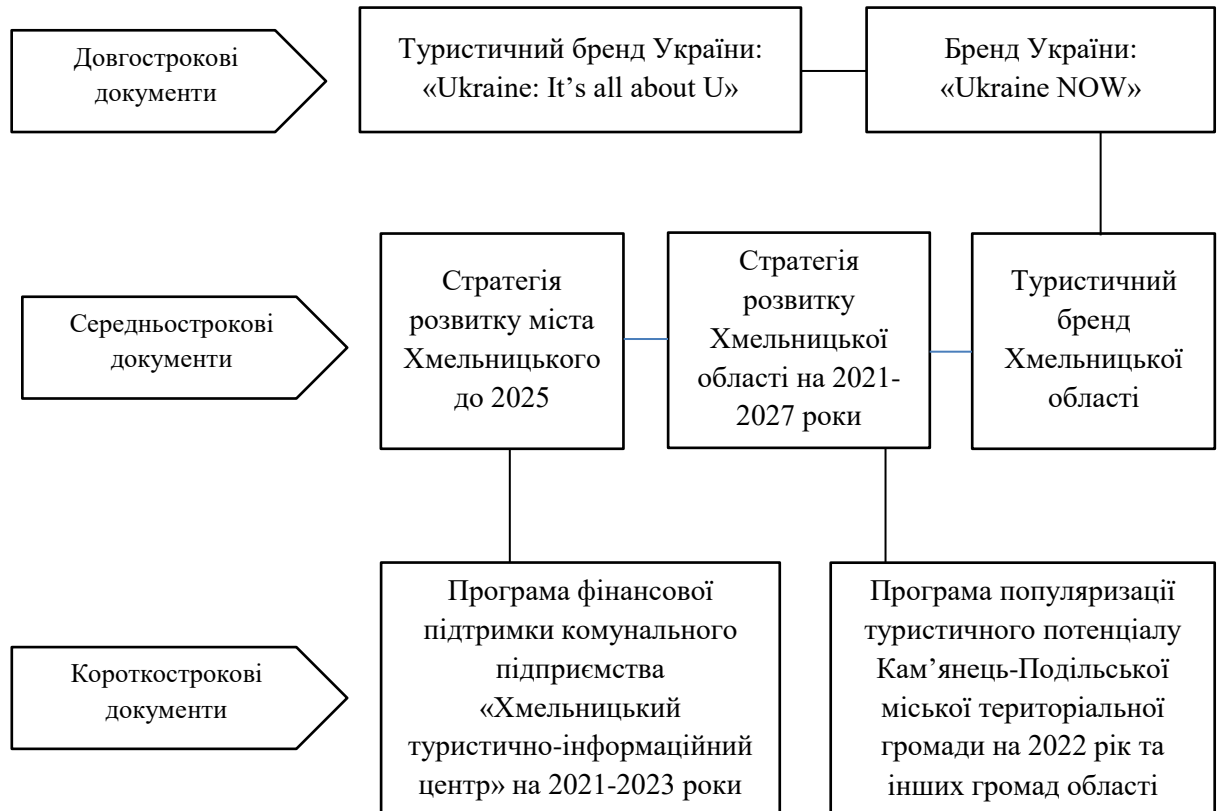 Довгострокові
документи
Туристичний бренд України:
«Ukraine: It’s all about U»
Бренд України:
«Ukraine NOW»
Середньострокові
документи
Стратегія
розвитку міста
Хмельницького
до 2025
Стратегія
розвитку
Хмельницької
області на 2021-
2027 роки
Туристичний
бренд
Хмельницької
області
Короткострокові
документи
Програма фінансової
підтримки комунального
підприємства
«Хмельницький
туристично-інформаційний
центр» на 2021-2023 роки
Програма популяризації
туристичного потенціалу
Кам’янець-Подільської
міської територіальної
громади на 2022 рік та
інших громад області